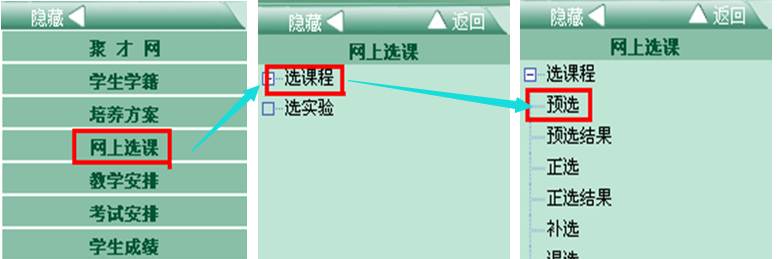 隐藏
聚 才 网
学生学籍
培养方案
网上选课
教学安排
考试安排
学生成绩
隐藏 返回
网上选课
选课程
选实验
隐藏 返回
网上选课
选课程
预选
预选结果
正选
正选结果
补选
退选